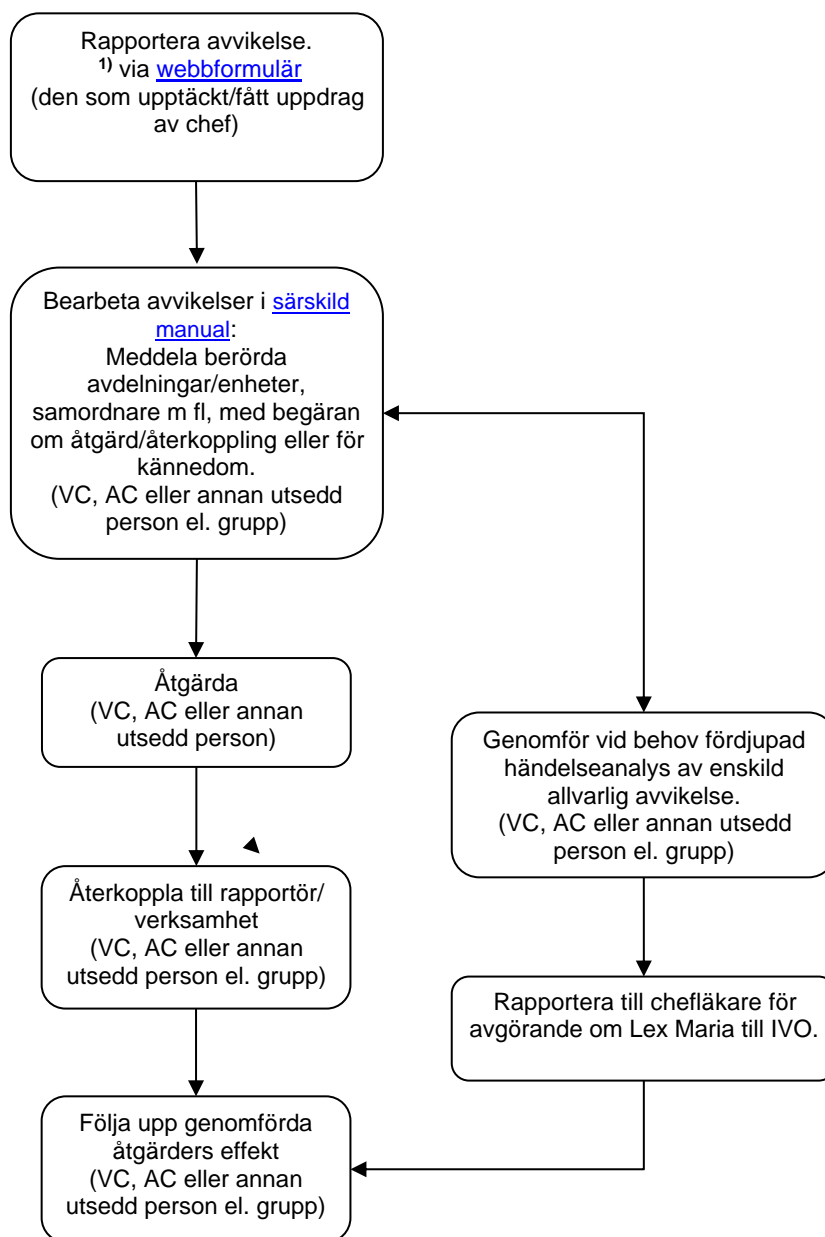 Rapportera avvikelse.
1) via webbformulär
(den som upptäckt/fått uppdrag
av chef)
Bearbeta avvikelser i särskild
manual:
Meddela berörda
avdelningar/enheter,
samordnare m fl, med begäran
om åtgärd/återkoppling eller för
kännedom.
(VC, AC eller annan utsedd
person el. grupp)
Åtgärda
(VC, AC eller annan
utsedd person)
Återkoppla till rapportör/
verksamhet
(VC, AC eller annan
utsedd person el. grupp)
Följa upp genomförda
åtgärders effekt
(VC, AC eller annan
utsedd person el. grupp)
Genomför vid behov fördjupad
händelseanalys av enskild
allvarlig avvikelse.
(VC, AC eller annan utsedd
person el. grupp)
Rapportera till chefläkare för
avgörande om Lex Maria till IVO.